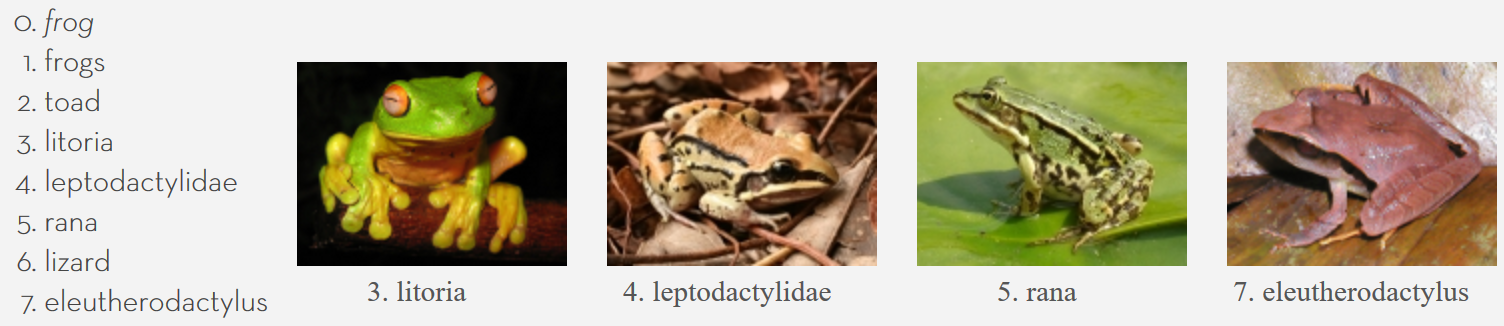 0. frog
1. frogs
2. toad
3. litoria
4. leptodactylidae
5. rana
6. lizard
7. eleutherodactylus
3. litoria
4. leptodactylidae
5. rana
7. eleutherodactylus